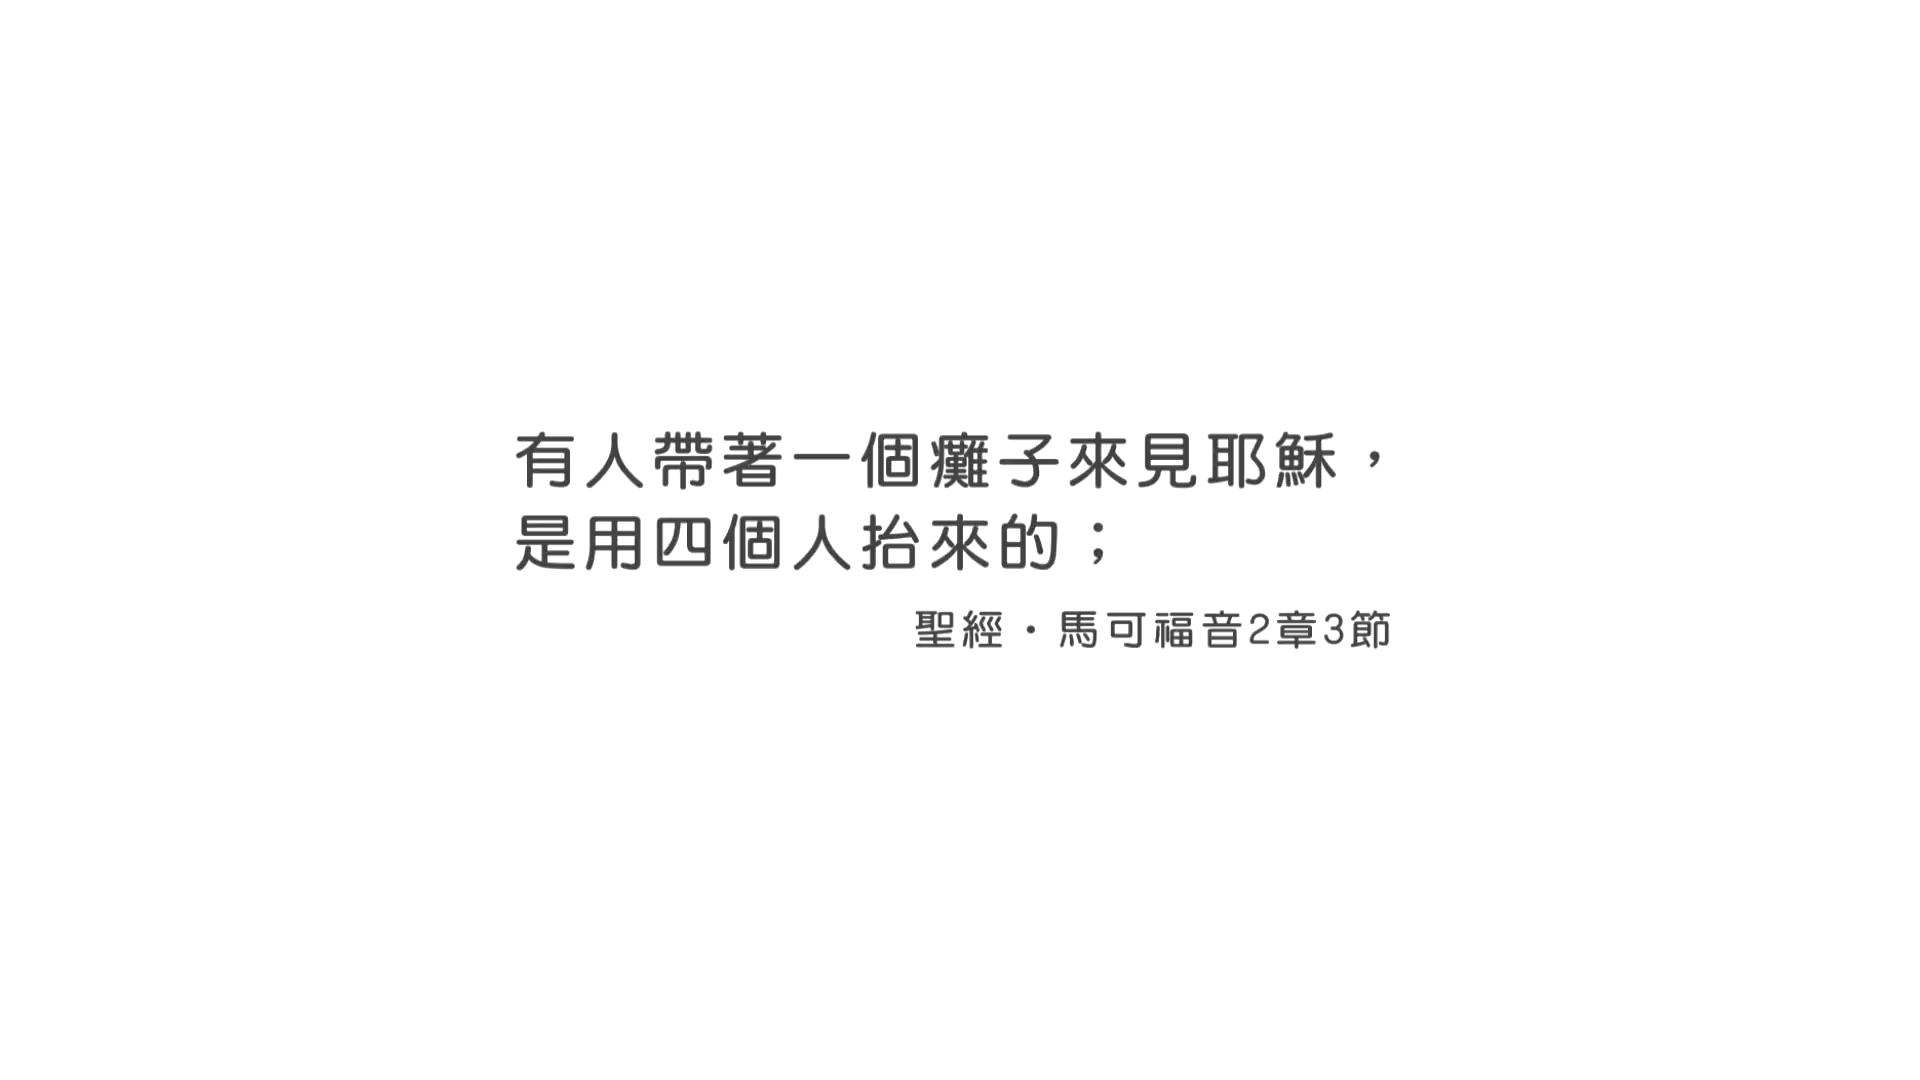 有人帶著一個癱子來見耶穌，
是用四個人抬來的；
聖經・馬可福音2章3節